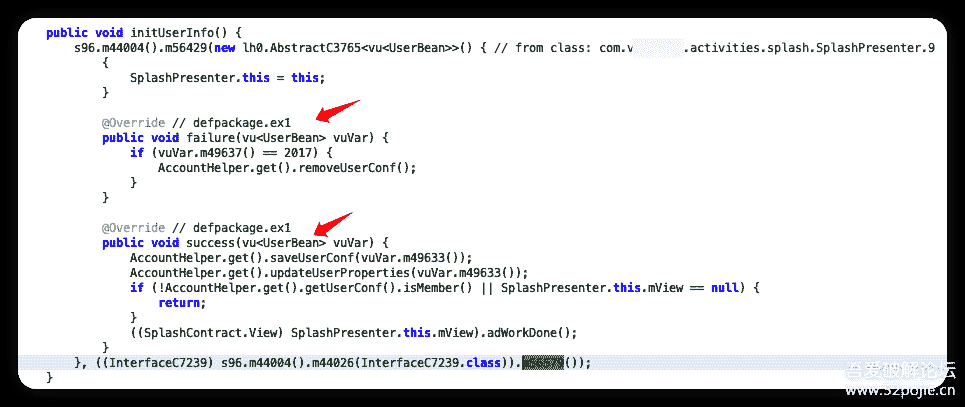 public void initUserInfo() {
s96.m44004().m56429(new lh0.AbstractC3765<vu<UserBean>>() { // from class: com.v .activities.splash.SplashPresenter.9
{
SplashPresenter.this = this;
}
@Override // defpackage.ex1
public void failure(vu<UserBean> vuVar) {
if (vuVar.m49637() == 2017) {
AccountHelper.get().removeUserConf();
}
}
@Override // defpackage.ex1
public void success(vu<UserBean> vuVar) {
AccountHelper.get().saveUserConf(vuVar.m49633());
AccountHelper.get().updateUserProperties(vuVar.m49633());
if (!AccountHelper.get().getUserConf().isMember() || SplashPresenter.this.mView == null) {
return;
}
((SplashContract.View) SplashPresenter.this.mView).adWorkDone();
}
}, ((InterfaceC7239) s96.m44004().m44026(InterfaceC7239.class)). ());
}
吾爱破解论坛
www.52pojie.cn